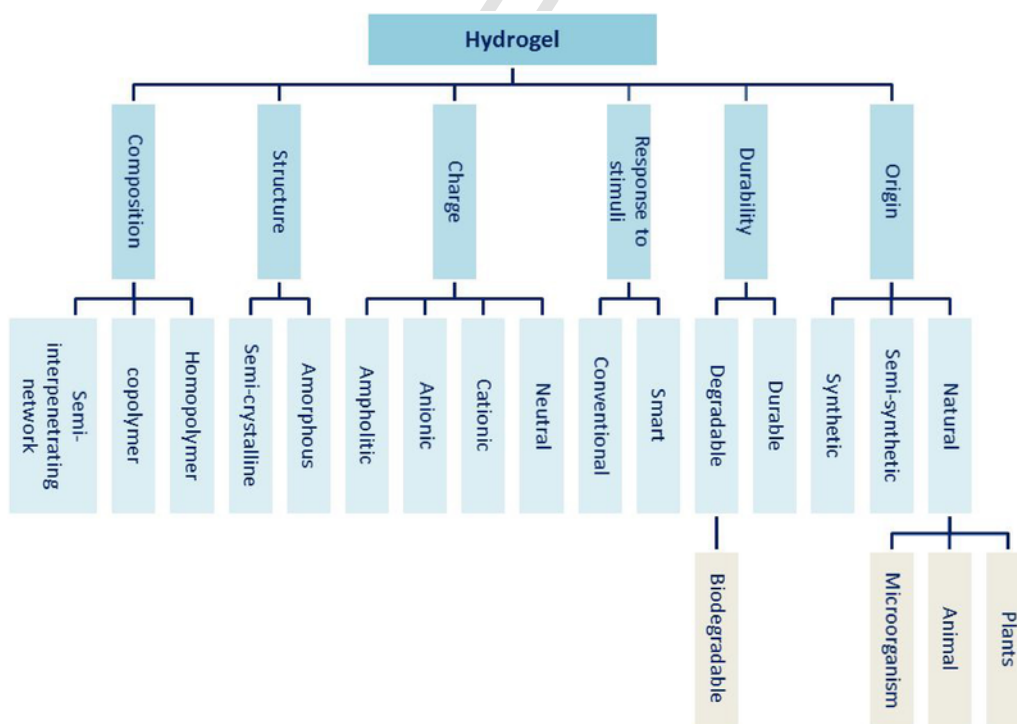 Hydrogel
Composition
Structure
Charge
Response to
stimuli
Durability
Origin
Semi-
interpenetrating
network
copolymer
Homopolymer
Semi-crystalline
Amorphous
Ampholitic
Anionic
Cationic
Neutral
Conventional
Smart
Degradable
Durable
Synthetic
Semi-synthetic
Natural
Biodegradable
Microorganism
Animal
Plants